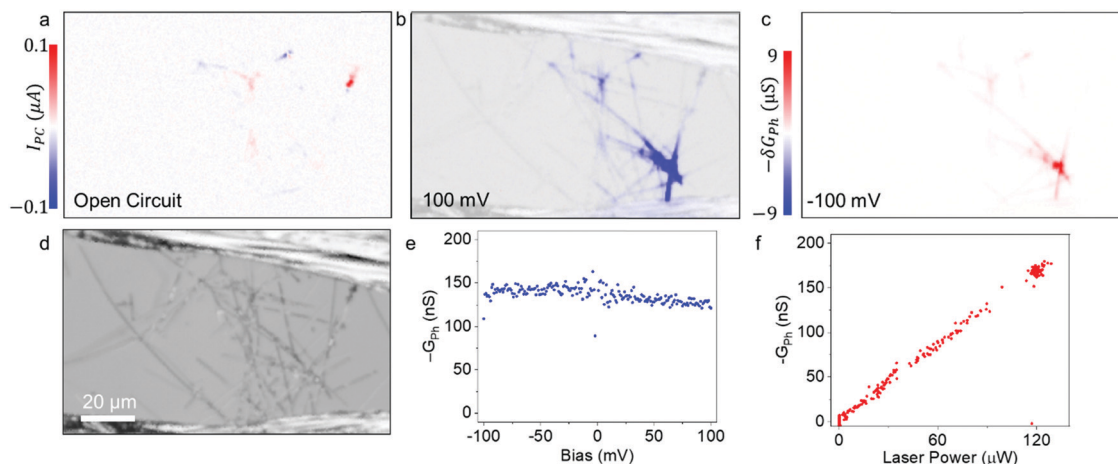 a
b
c
0.1
I_PC (µA)
-0.1
Open Circuit
100 mV
9
−δG_Ph (µS)
-9
-100 mV
d
20 µm
e
200
150
100
50
0
−G_Ph (nS)
-100 -50 0 50 100
Bias (mV)
f
200
150
100
50
0
-G_Ph (nS)
0 60 120
Laser Power (µW)